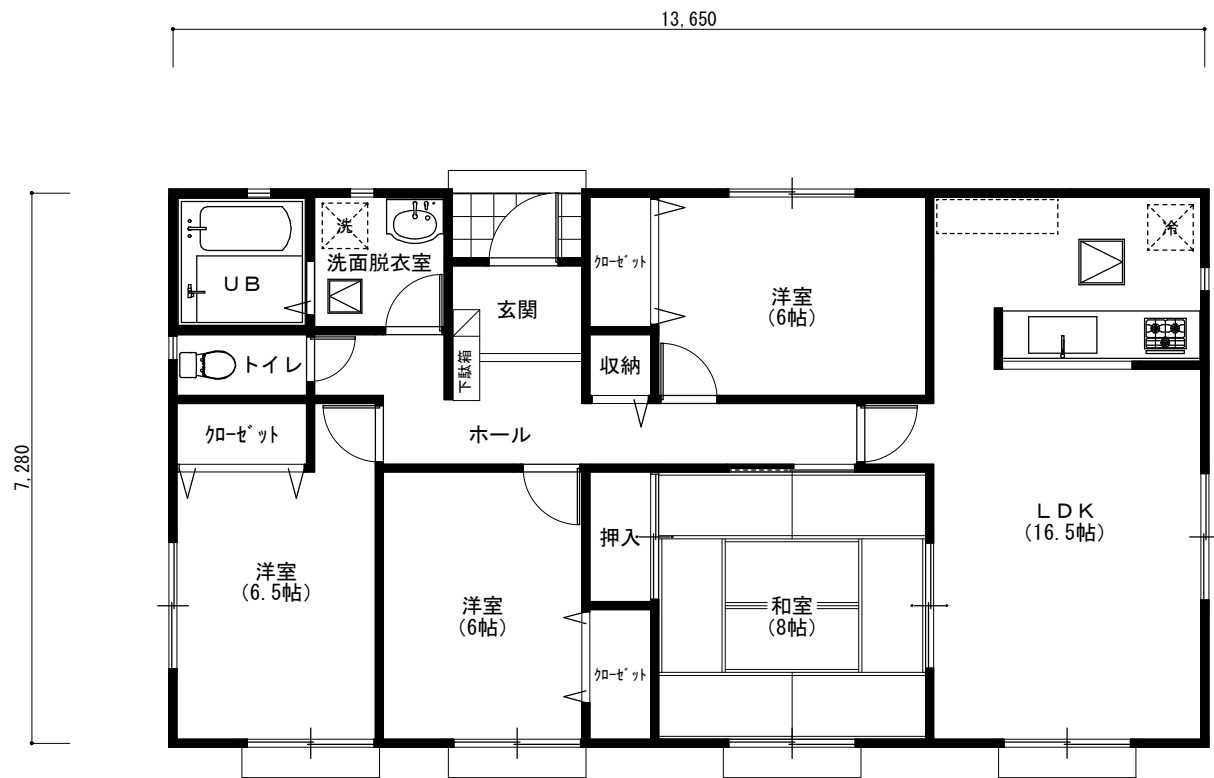 13,650
7,280
洗
冷
洗面脱衣室
UB
クローゼット
洋室
(6帖)
玄関
トイレ
下駄箱
収納
クローゼット
ホール
LDK
(16.5帖)
押入
洋室
(6.5帖)
洋室
(6帖)
和室
(8帖)
クローゼット